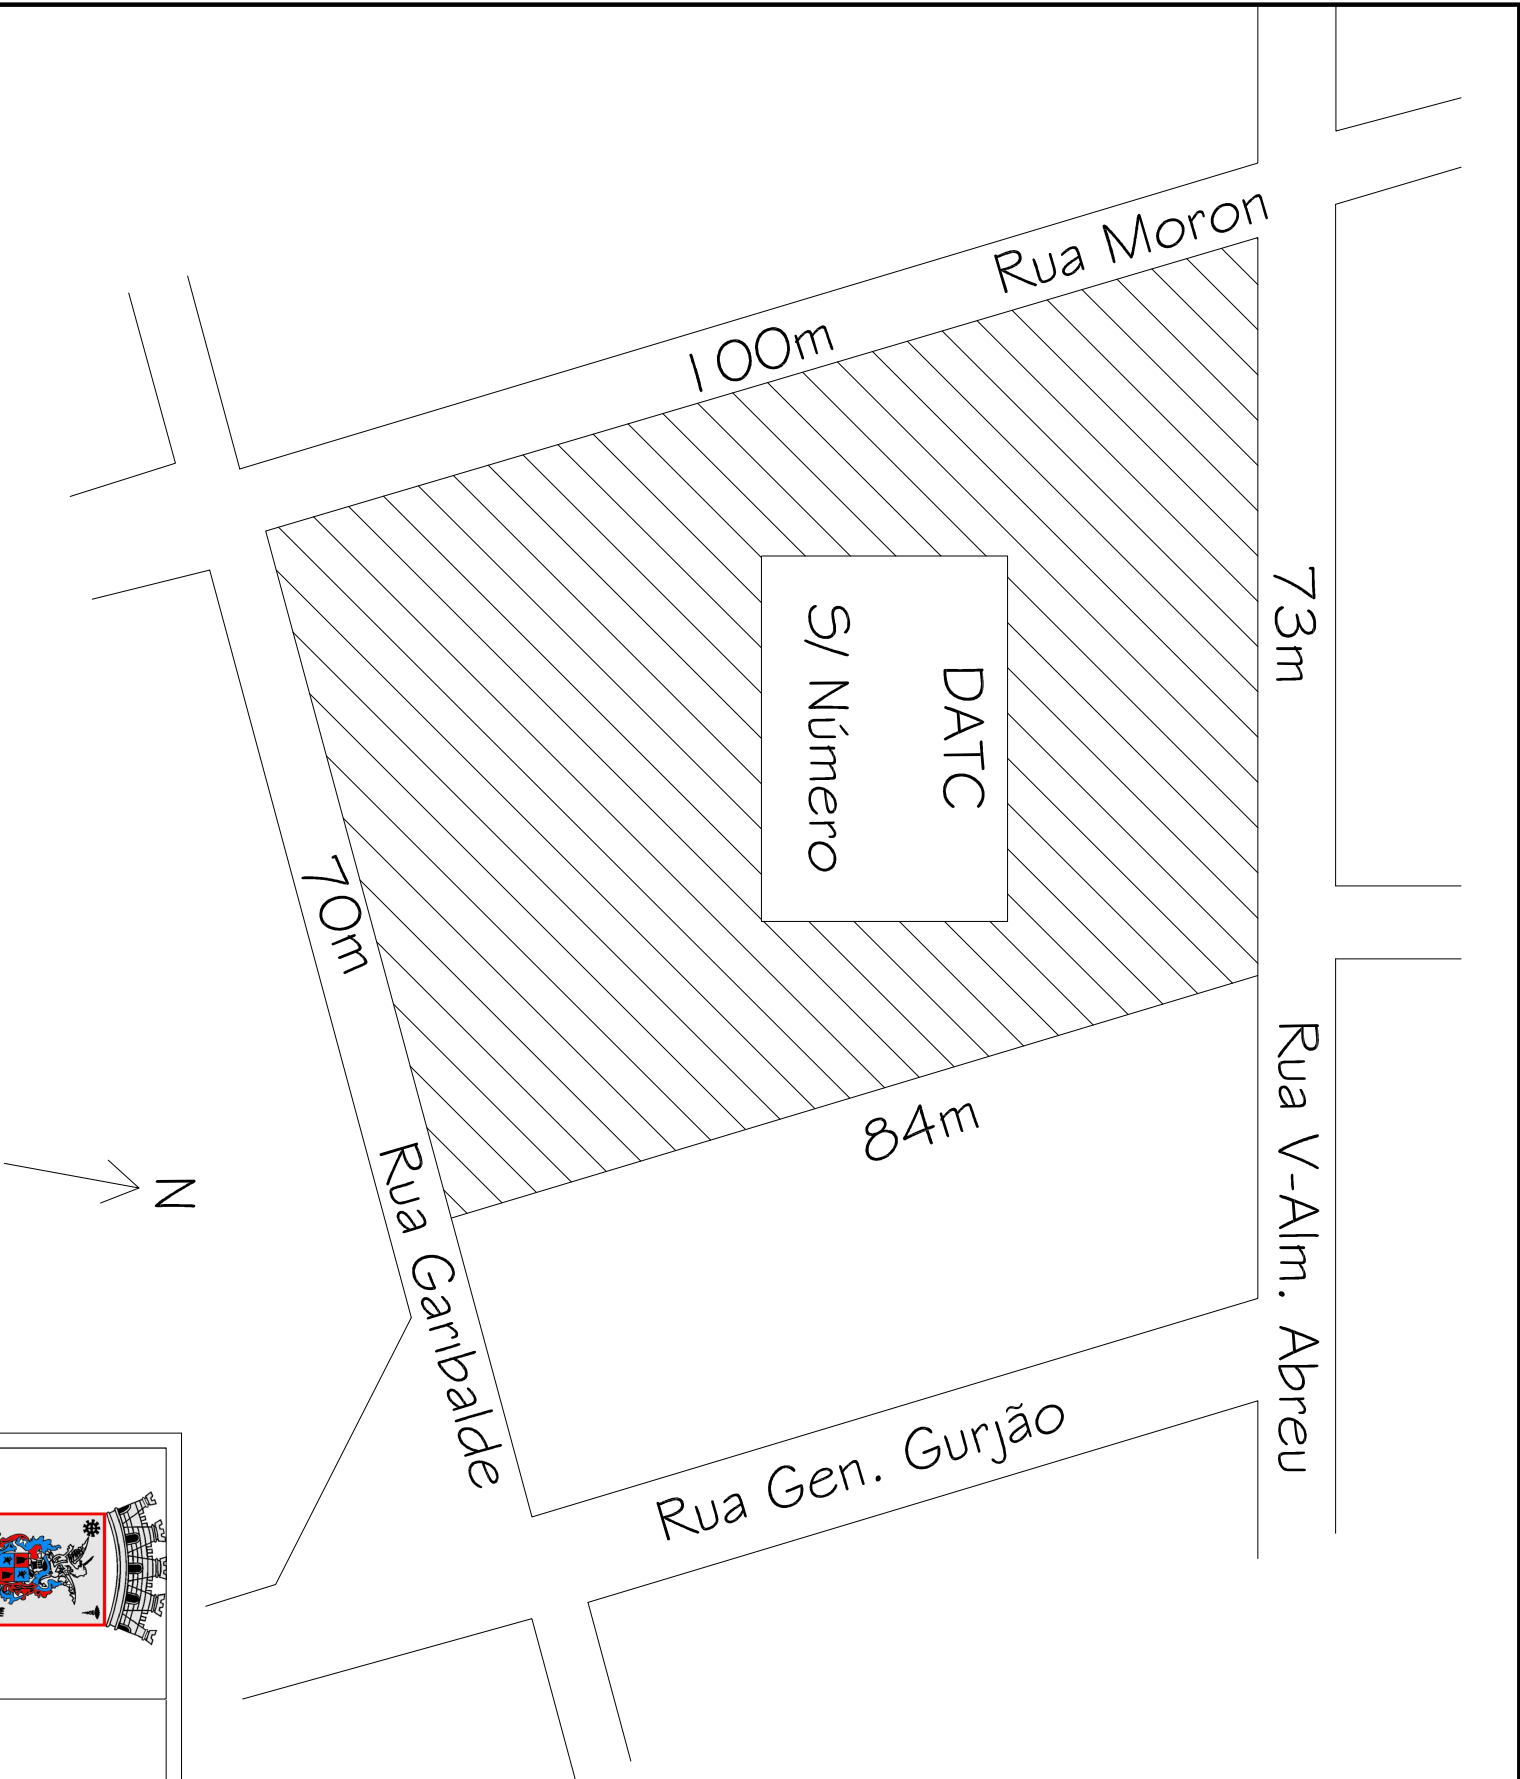 Rua Moron
100m
73m
DATC
S/ Número
70m
84m
Rua V-Alm. Abreu
N
Rua Garibalde
Rua Gen. Gurjão